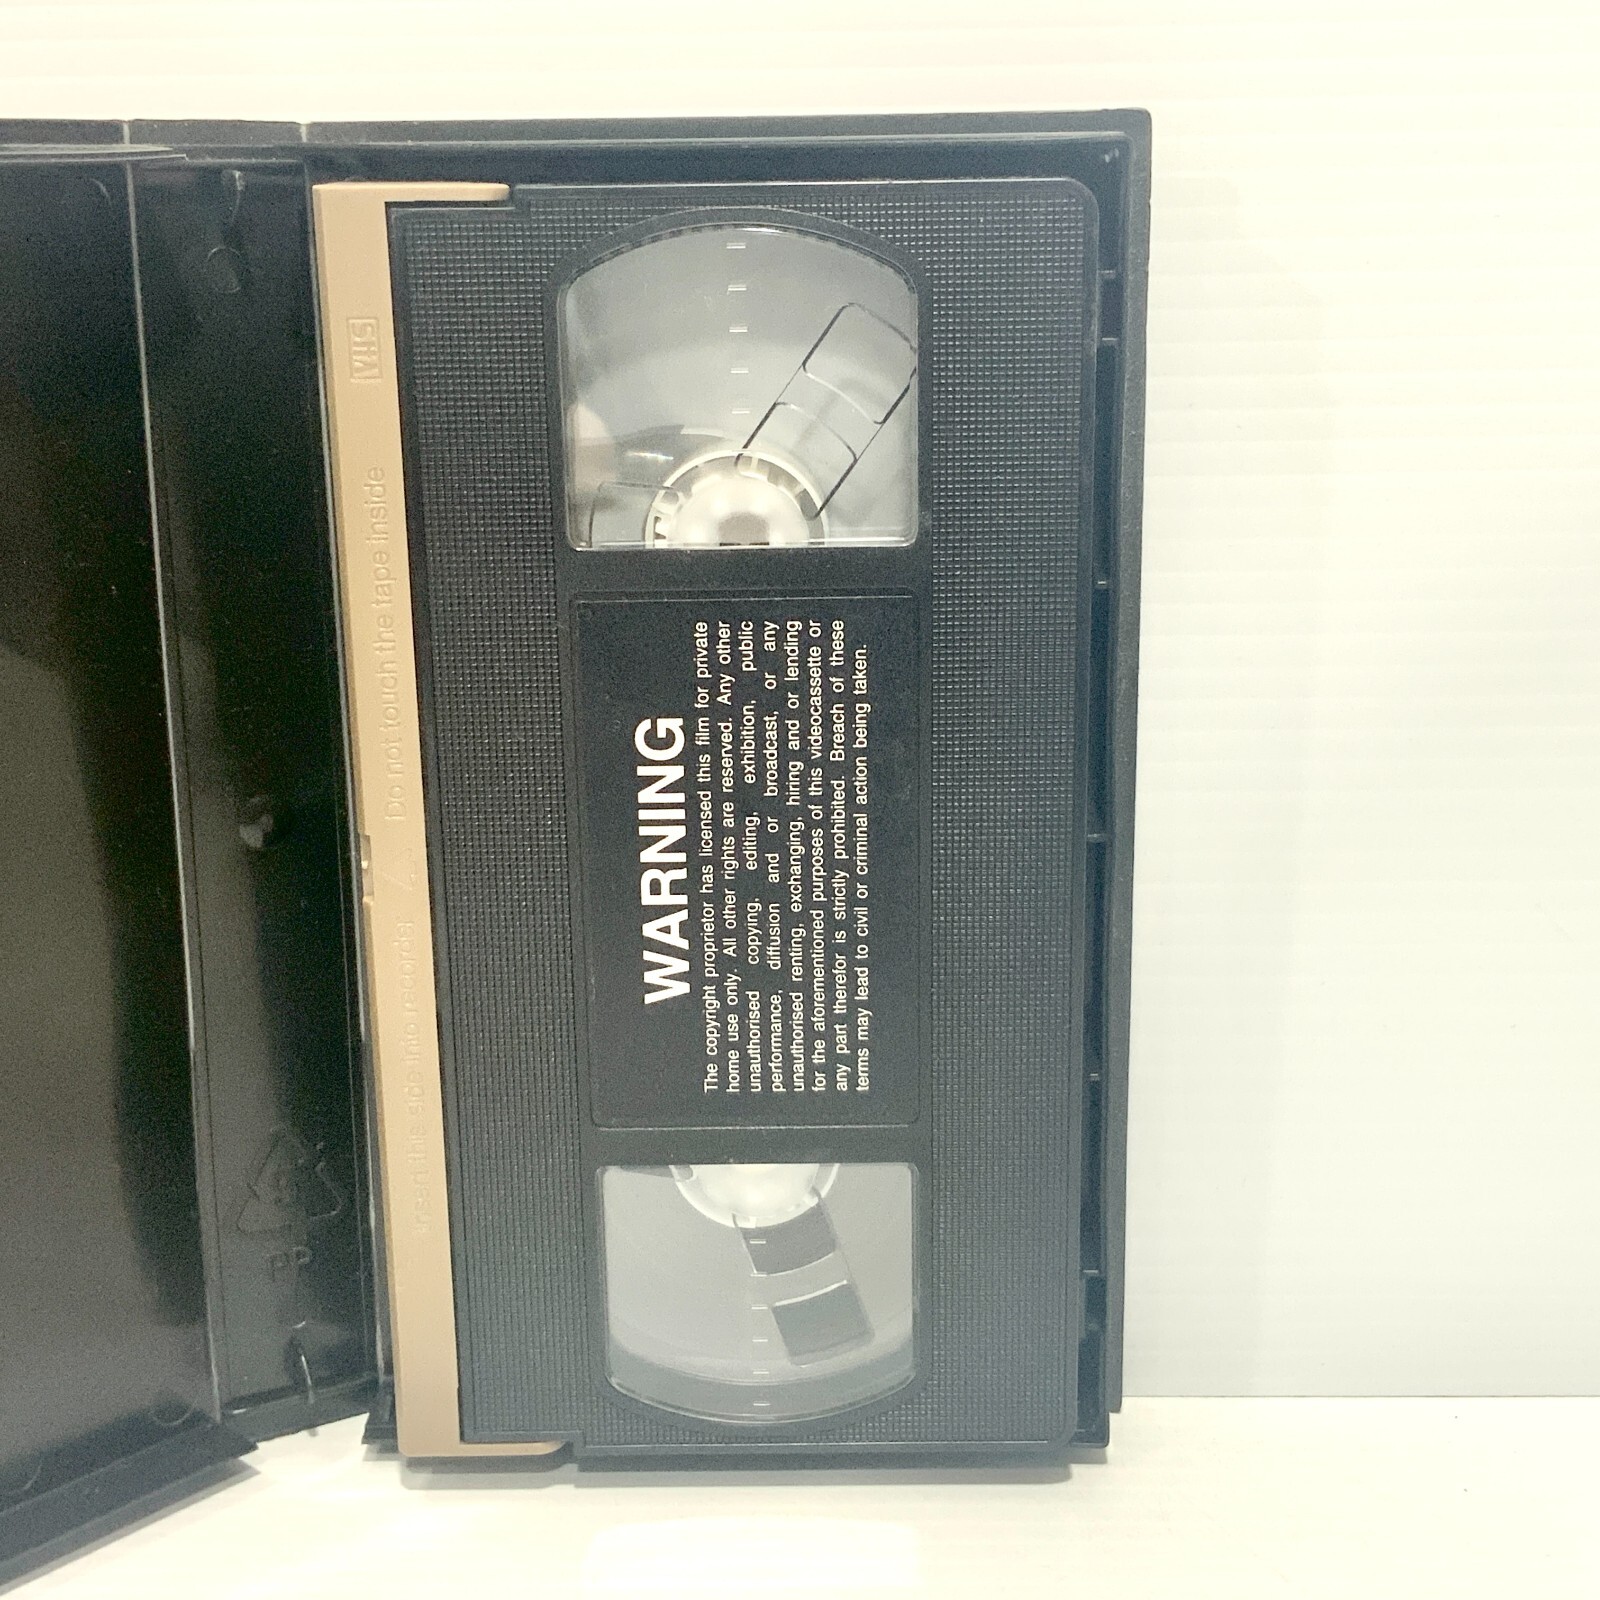 VHS
Insert this side into recorder
Do not touch the tape inside
WARNING
The copyright proprietor has licensed this film for private
home use only. All other rights are reserved. Any other
unauthorised copying, editing, exhibition, public
performance, diffusion and or broadcast, or any
unauthorised renting, exchanging, hiring and or lending
for the aforementioned purposes of this videocassette or
any part therefor is strictly prohibited. Breach of these
terms may lead to civil or criminal action being taken.
PP